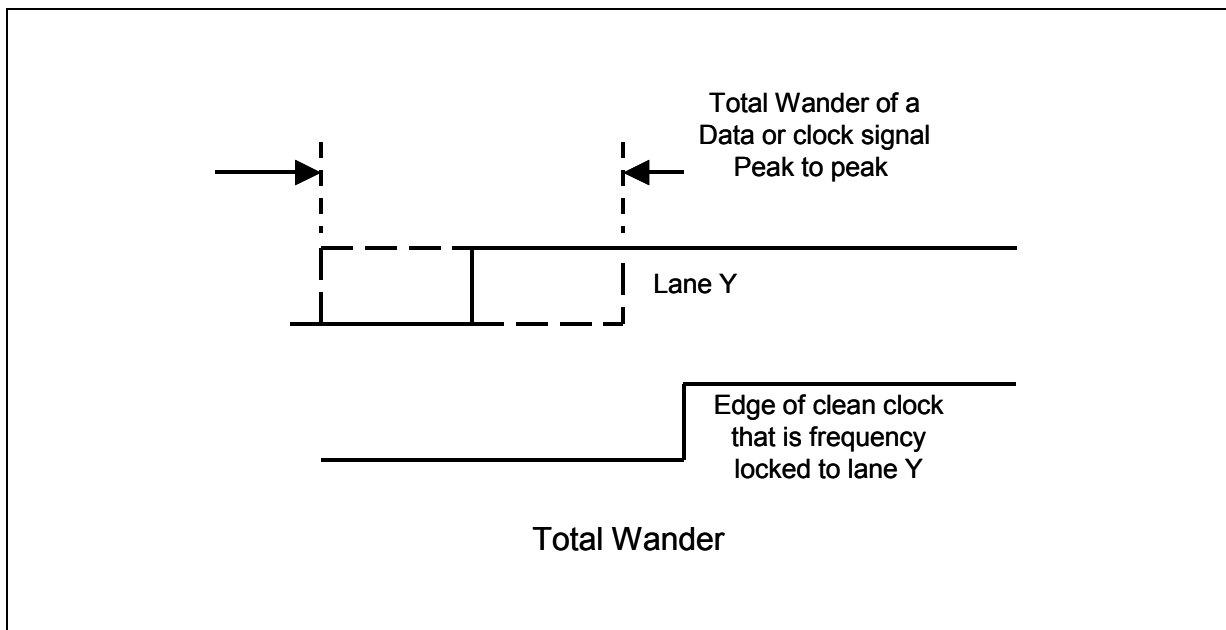 Total Wander of a
Data or clock signal
Peak to peak
Lane Y
Edge of clean clock
that is frequency
locked to lane Y
Total Wander